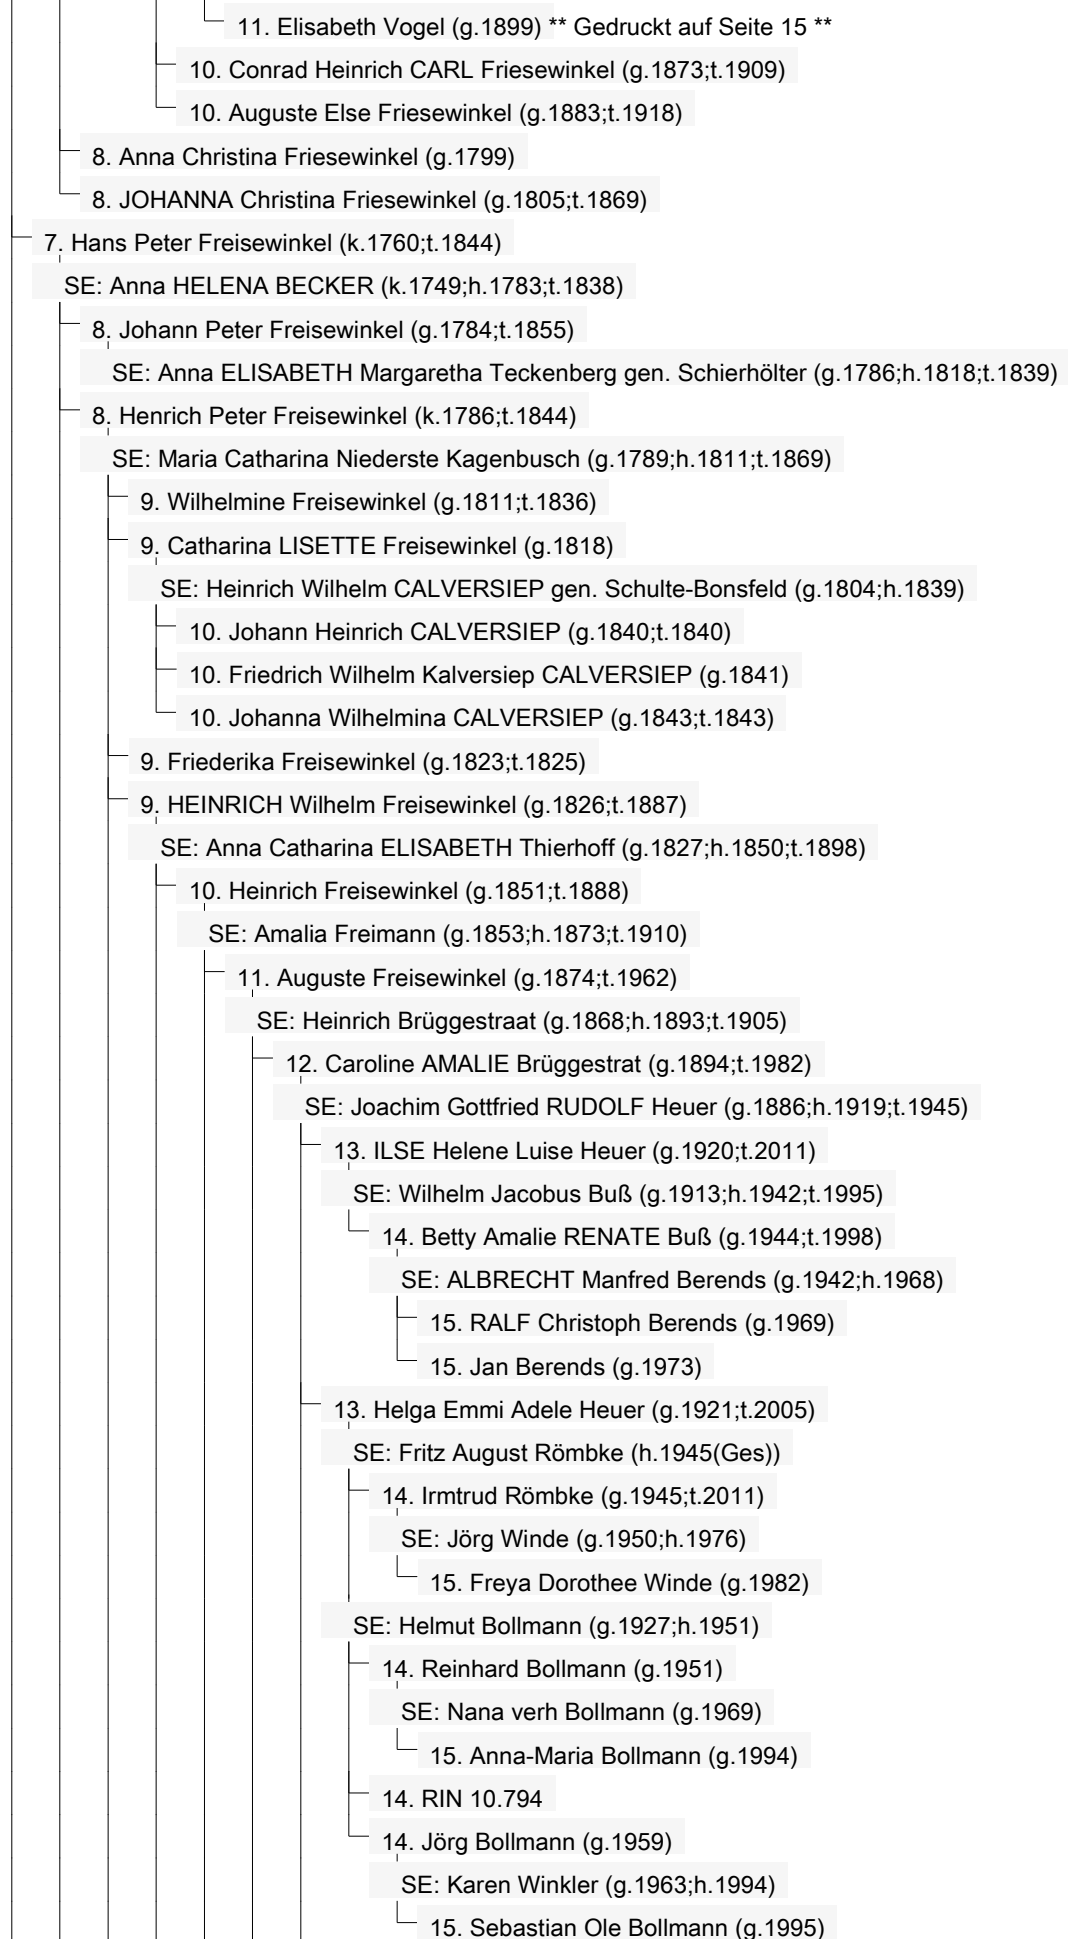 11. Elisabeth Vogel (g.1899) ** Gedruckt auf Seite 15 **
10. Conrad Heinrich CARL Friesewinkel (g.1873;t.1909)
10. Auguste Else Friesewinkel (g.1883;t.1918)
8. Anna Christina Friesewinkel (g.1799)
8. JOHANNA Christina Friesewinkel (g.1805;t.1869)
7. Hans Peter Freisewinkel (k.1760;t.1844)
SE: Anna HELENA BECKER (k.1749;h.1783;t.1838)
8. Johann Peter Freisewinkel (g.1784;t.1855)
SE: Anna ELISABETH Margaretha Teckenberg gen. Schierhölter (g.1786;h.1818;t.1839)
8. Henrich Peter Freisewinkel (k.1786;t.1844)
SE: Maria Catharina Niederste Kagenbusch (g.1789;h.1811;t.1869)
9. Wilhelmine Freisewinkel (g.1811;t.1836)
9. Catharina LISETTE Freisewinkel (g.1818)
SE: Heinrich Wilhelm CALVERSIEP gen. Schulte-Bonsfeld (g.1804;h.1839)
10. Johann Heinrich CALVERSIEP (g.1840;t.1840)
10. Friedrich Wilhelm Kalversiep CALVERSIEP (g.1841)
10. Johanna Wilhelmina CALVERSIEP (g.1843;t.1843)
9. Friederika Freisewinkel (g.1823;t.1825)
9. HEINRICH Wilhelm Freisewinkel (g.1826;t.1887)
SE: Anna Catharina ELISABETH Thierhoff (g.1827;h.1850;t.1898)
10. Heinrich Freisewinkel (g.1851;t.1888)
SE: Amalia Freimann (g.1853;h.1873;t.1910)
11. Auguste Freisewinkel (g.1874;t.1962)
SE: Heinrich Brüggestraat (g.1868;h.1893;t.1905)
12. Caroline AMALIE Brüggestrat (g.1894;t.1982)
SE: Joachim Gottfried RUDOLF Heuer (g.1886;h.1919;t.1945)
13. ILSE Helene Luise Heuer (g.1920;t.2011)
SE: Wilhelm Jacobus Buß (g.1913;h.1942;t.1995)
14. Betty Amalie RENATE Buß (g.1944;t.1998)
SE: ALBRECHT Manfred Berends (g.1942;h.1968)
15. RALF Christoph Berends (g.1969)
15. Jan Berends (g.1973)
13. Helga Emmi Adele Heuer (g.1921;t.2005)
SE: Fritz August Römbke (h.1945(Ges))
14. Irmtrud Römbke (g.1945;t.2011)
SE: Jörg Winde (g.1950;h.1976)
15. Freya Dorothee Winde (g.1982)
SE: Helmut Bollmann (g.1927;h.1951)
14. Reinhard Bollmann (g.1951)
SE: Nana verh Bollmann (g.1969)
15. Anna-Maria Bollmann (g.1994)
14. RIN 10.794
14. Jörg Bollmann (g.1959)
SE: Karen Winkler (g.1963;h.1994)
15. Sebastian Ole Bollmann (g.1995)